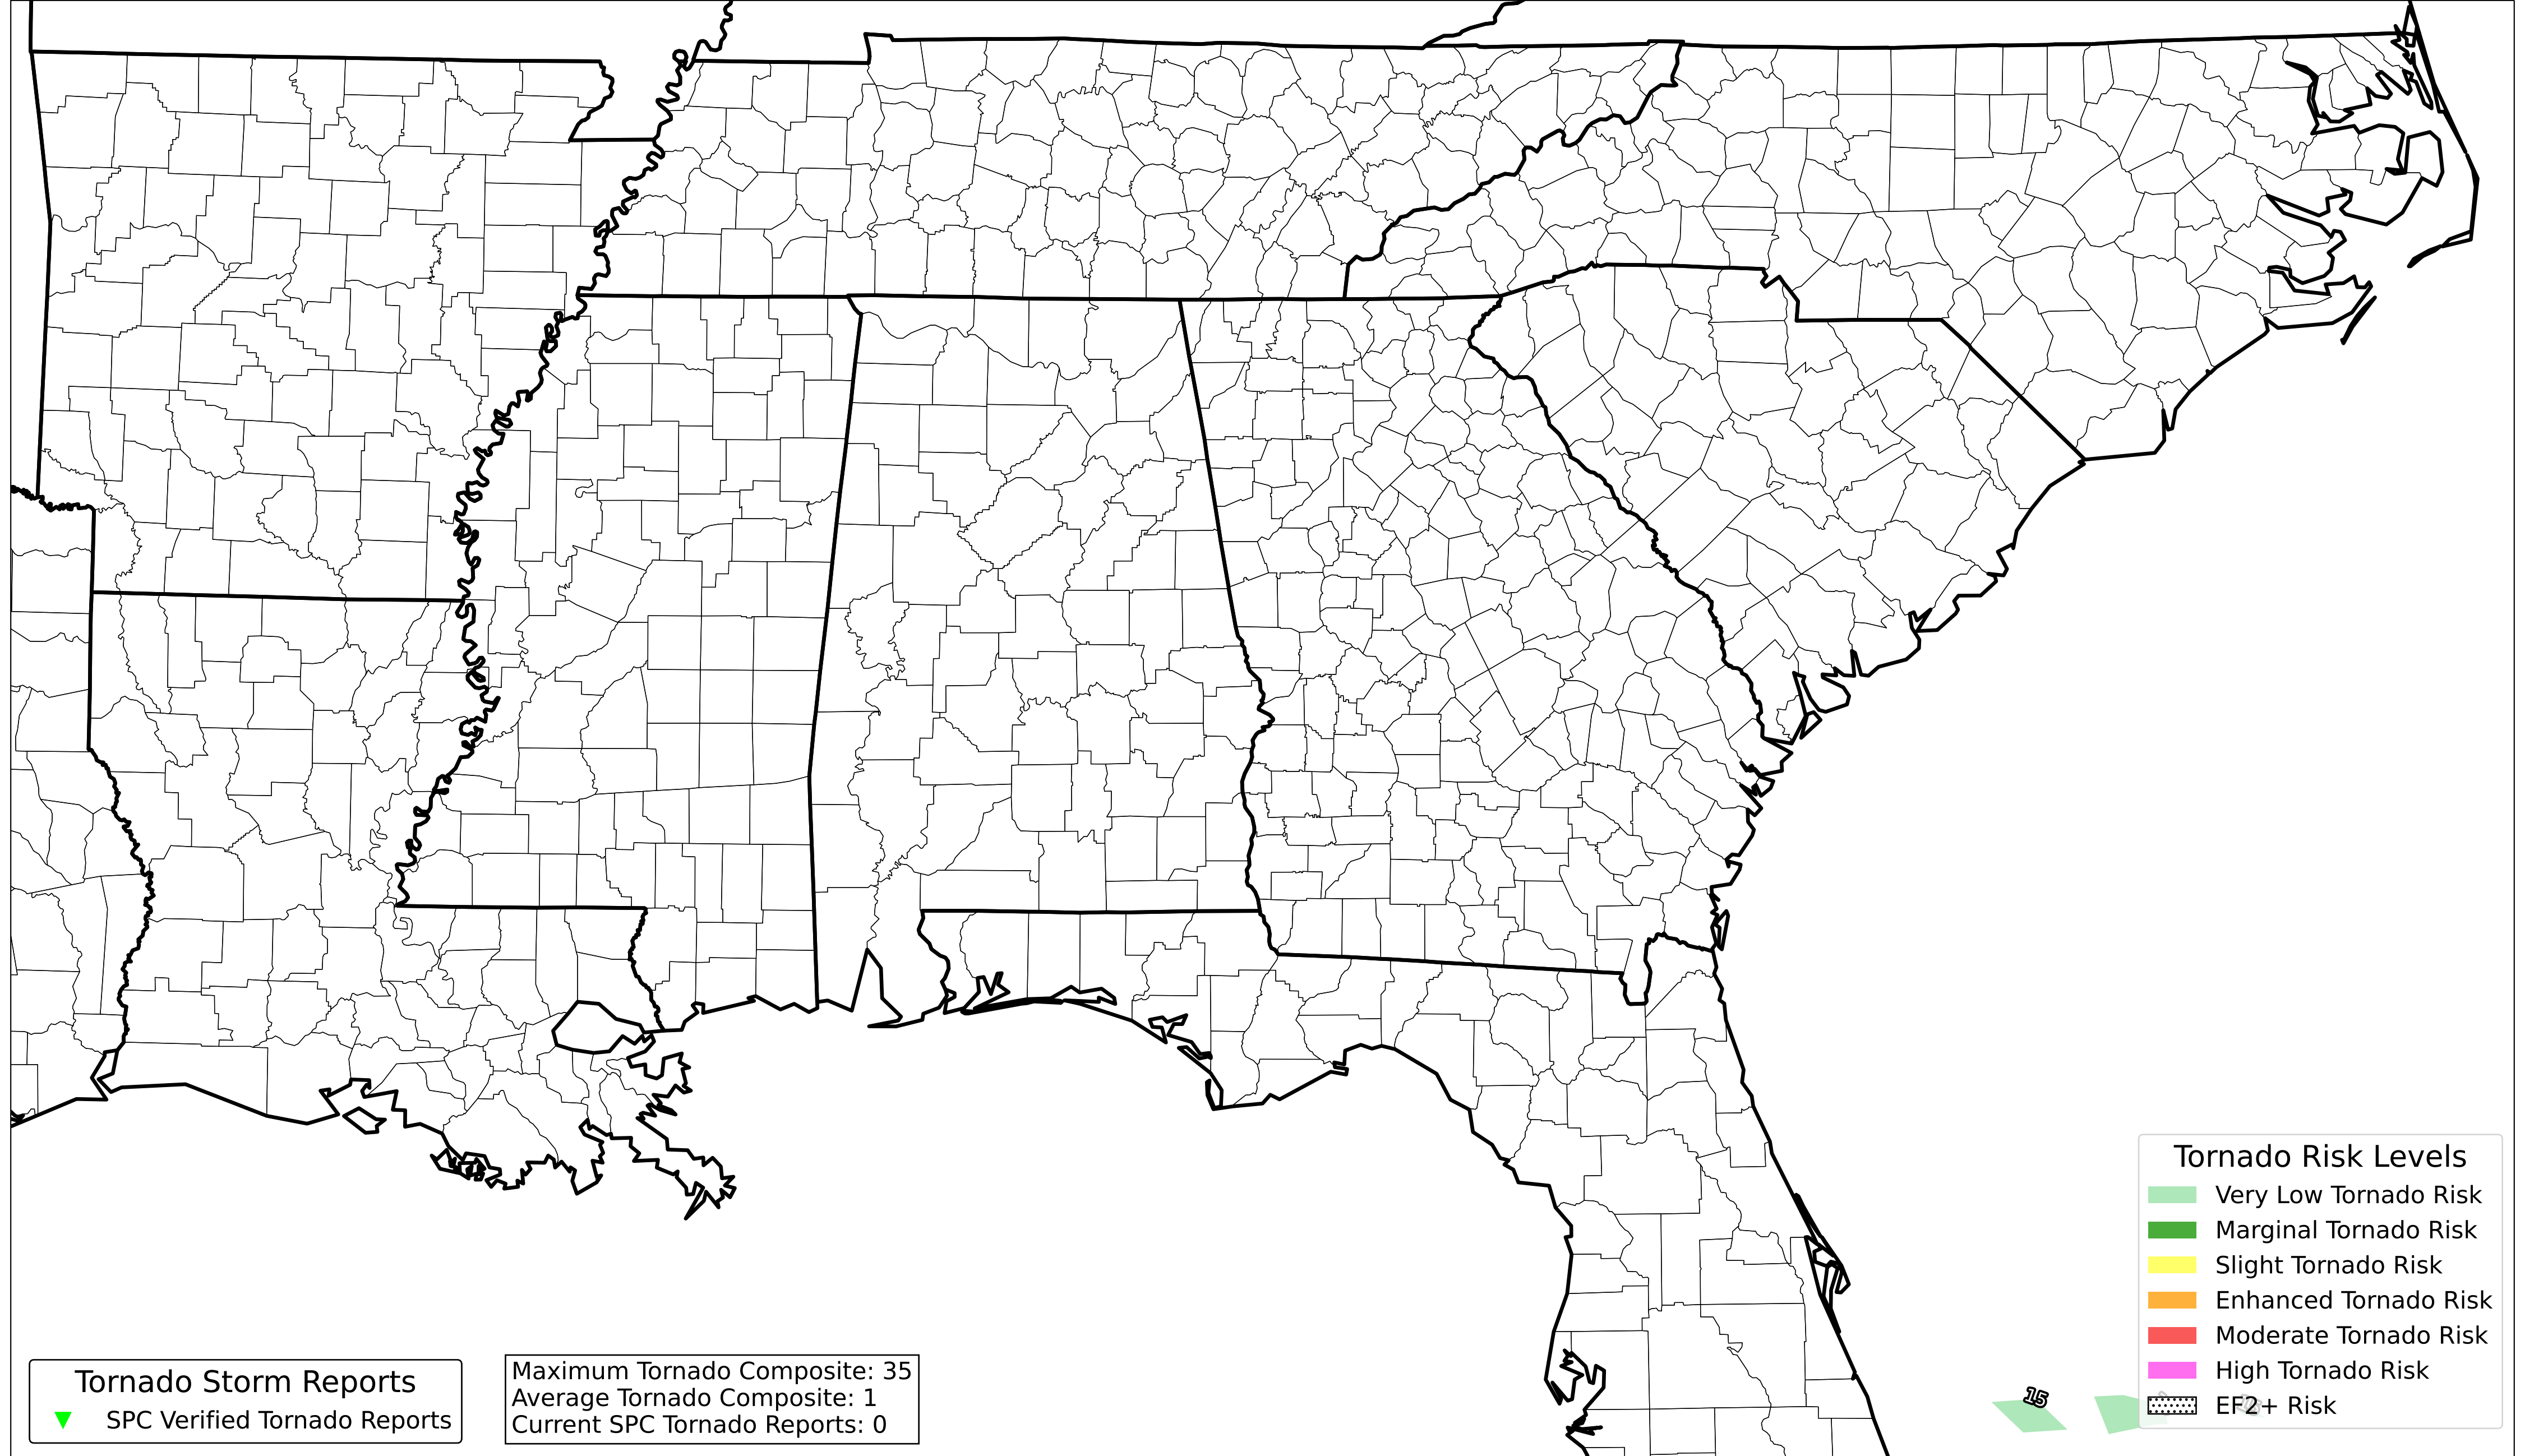 Tornado Risk Levels
Very Low Tornado Risk
Marginal Tornado Risk
Slight Tornado Risk
Enhanced Tornado Risk
Moderate Tornado Risk
High Tornado Risk
EF2+ Risk
15
Tornado Storm Reports
SPC Verified Tornado Reports
Maximum Tornado Composite: 35
Average Tornado Composite: 1
Current SPC Tornado Reports: 0